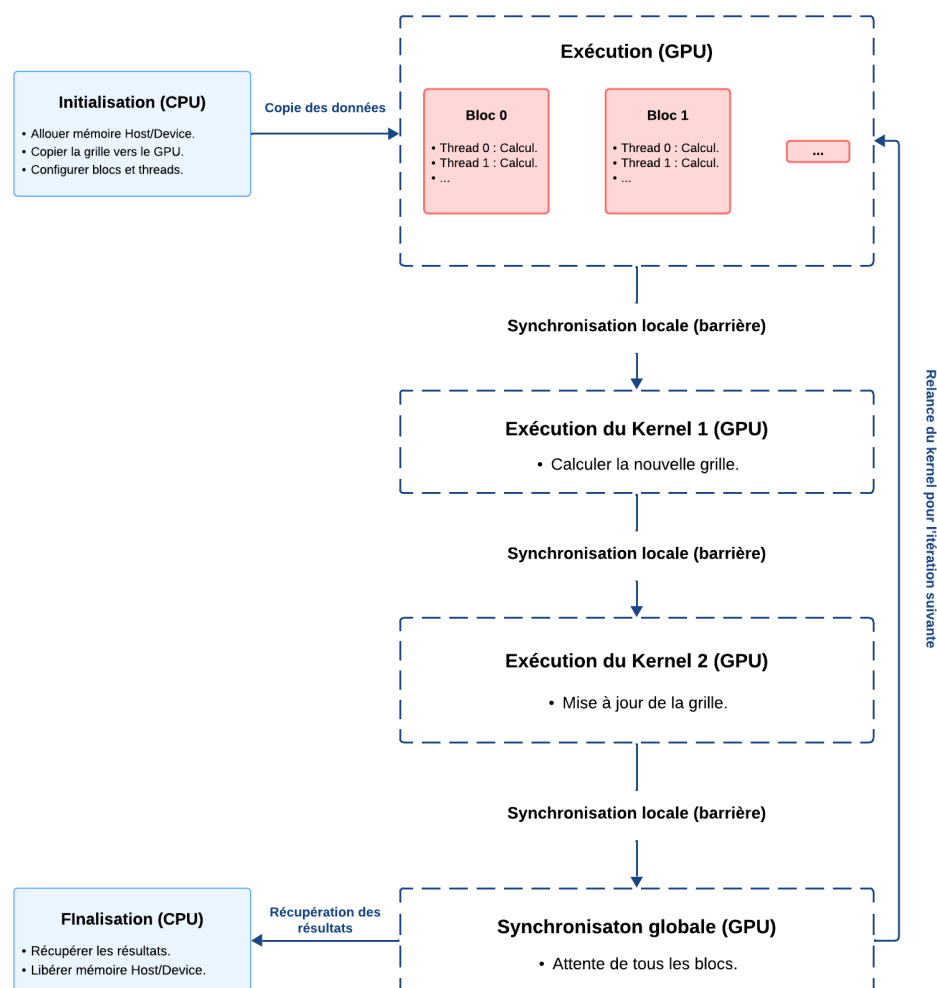 Exécution (GPU)
Initialisation (CPU)
• Allouer mémoire Host/Device.
• Copier la grille vers le GPU.
• Configurer blocs et threads.
Copie des données
Bloc 0
• Thread 0 : Calcul.
• Thread 1 : Calcul.
• ...
Bloc 1
• Thread 0 : Calcul.
• Thread 1 : Calcul.
• ...
...
Synchronisation locale (barrière)
Exécution du Kernel 1 (GPU)
• Calculer la nouvelle grille.
Synchronisation locale (barrière)
Exécution du Kernel 2 (GPU)
• Mise à jour de la grille.
Synchronisation locale (barrière)
Relance du kernel pour l'itération suivante
Synchronisaton globale (GPU)
• Attente de tous les blocs.
Récupération des
résultats
FInalisation (CPU)
• Récupérer les résultats.
• Libérer mémoire Host/Device.